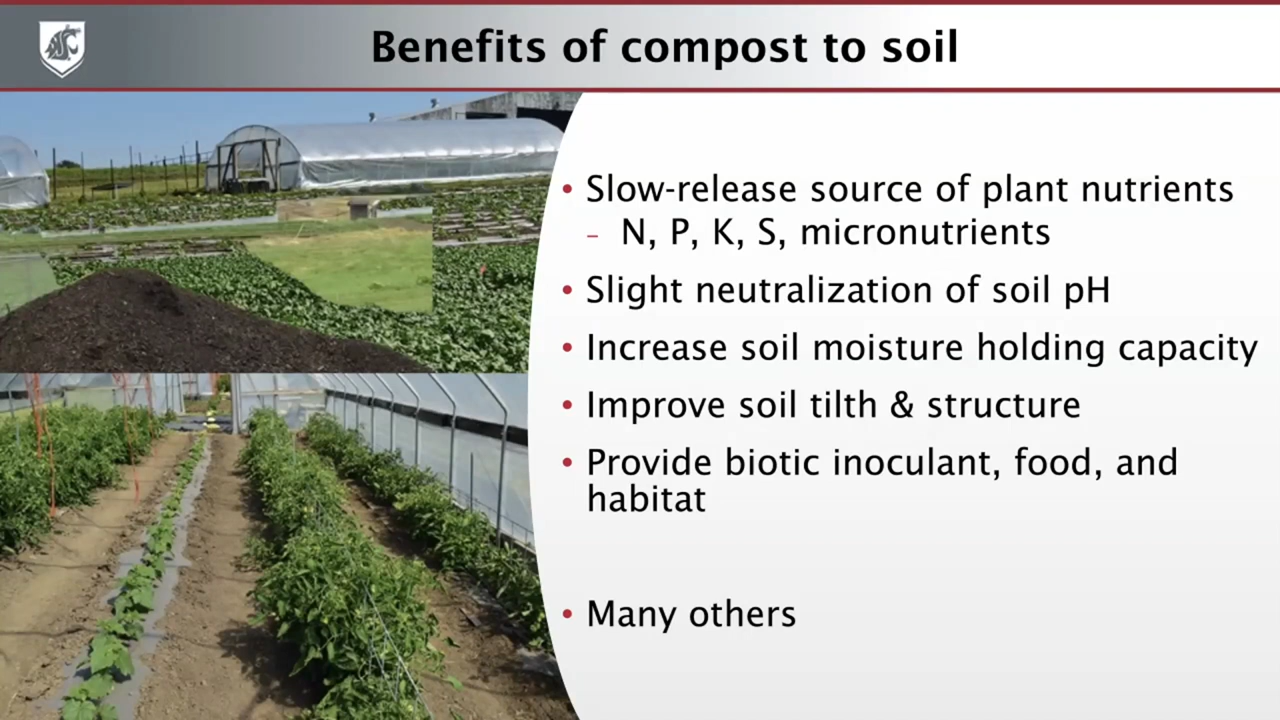 Benefits of compost to soil
• Slow-release source of plant nutrients
– N, P, K, S, micronutrients
• Slight neutralization of soil pH
• Increase soil moisture holding capacity
• Improve soil tilth & structure
• Provide biotic inoculant, food, and
habitat
• Many others